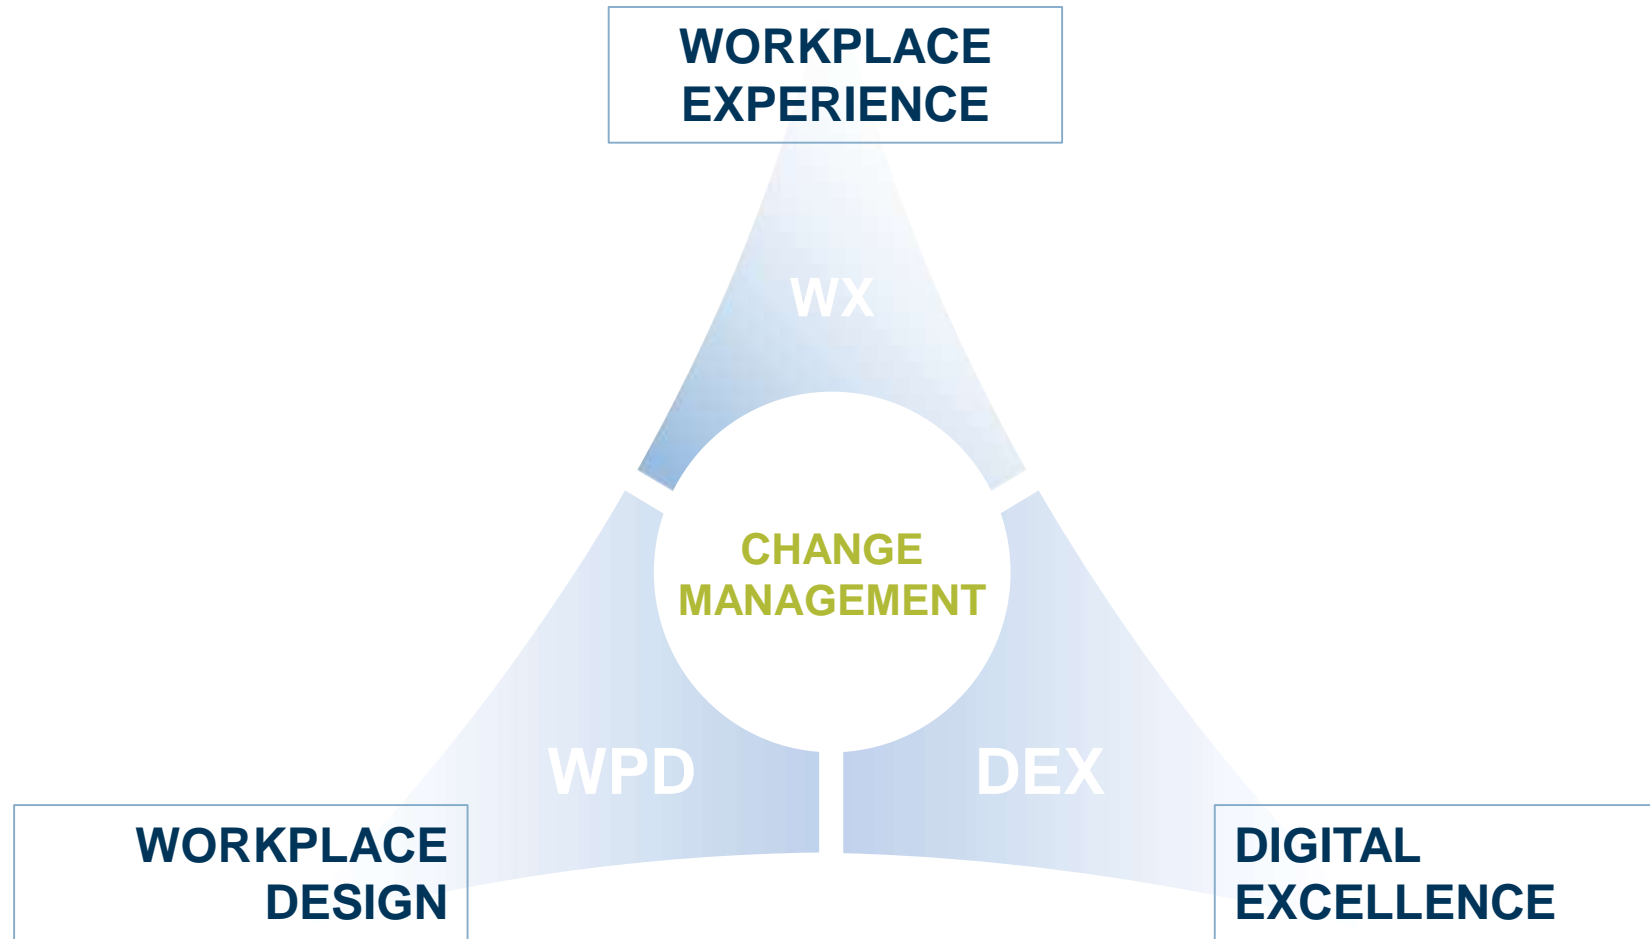 WORKPLACE
EXPERIENCE
WX
CHANGE
MANAGEMENT
WPD
DEX
WORKPLACE
DESIGN
DIGITAL
EXCELLENCE